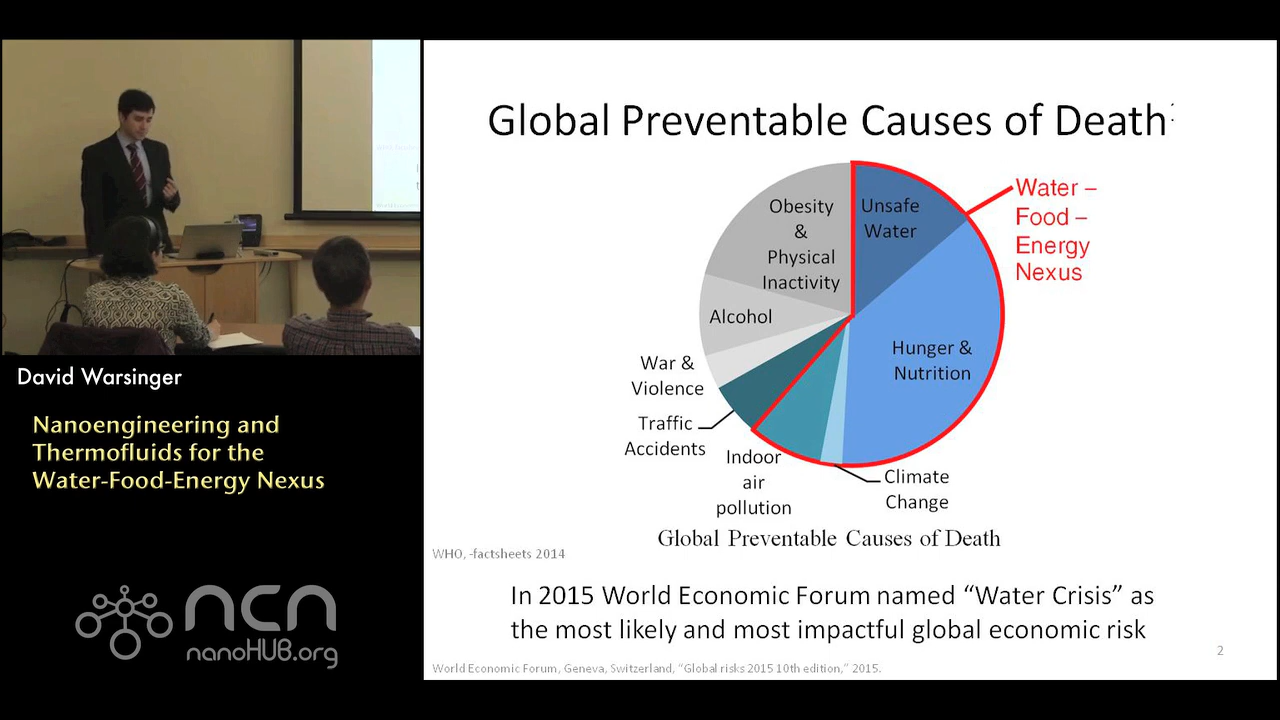 Global Preventable Causes of Death
Obesity
&
Physical
Inactivity
Unsafe
Water
Water –
Food –
Energy
Nexus
Alcohol
Hunger &
Nutrition
War &
Violence
Traffic
Accidents
Indoor
air
pollution
Climate
Change
Global Preventable Causes of Death
WHO, -factsheets 2014
In 2015 World Economic Forum named “Water Crisis” as
the most likely and most impactful global economic risk
2
World Economic Forum, Geneva, Switzerland, “Global risks 2015 10th edition,” 2015.
David Warsinger
Nanoengineering and
Thermofluids for the
Water-Food-Energy Nexus
ncn
nanoHUB.org